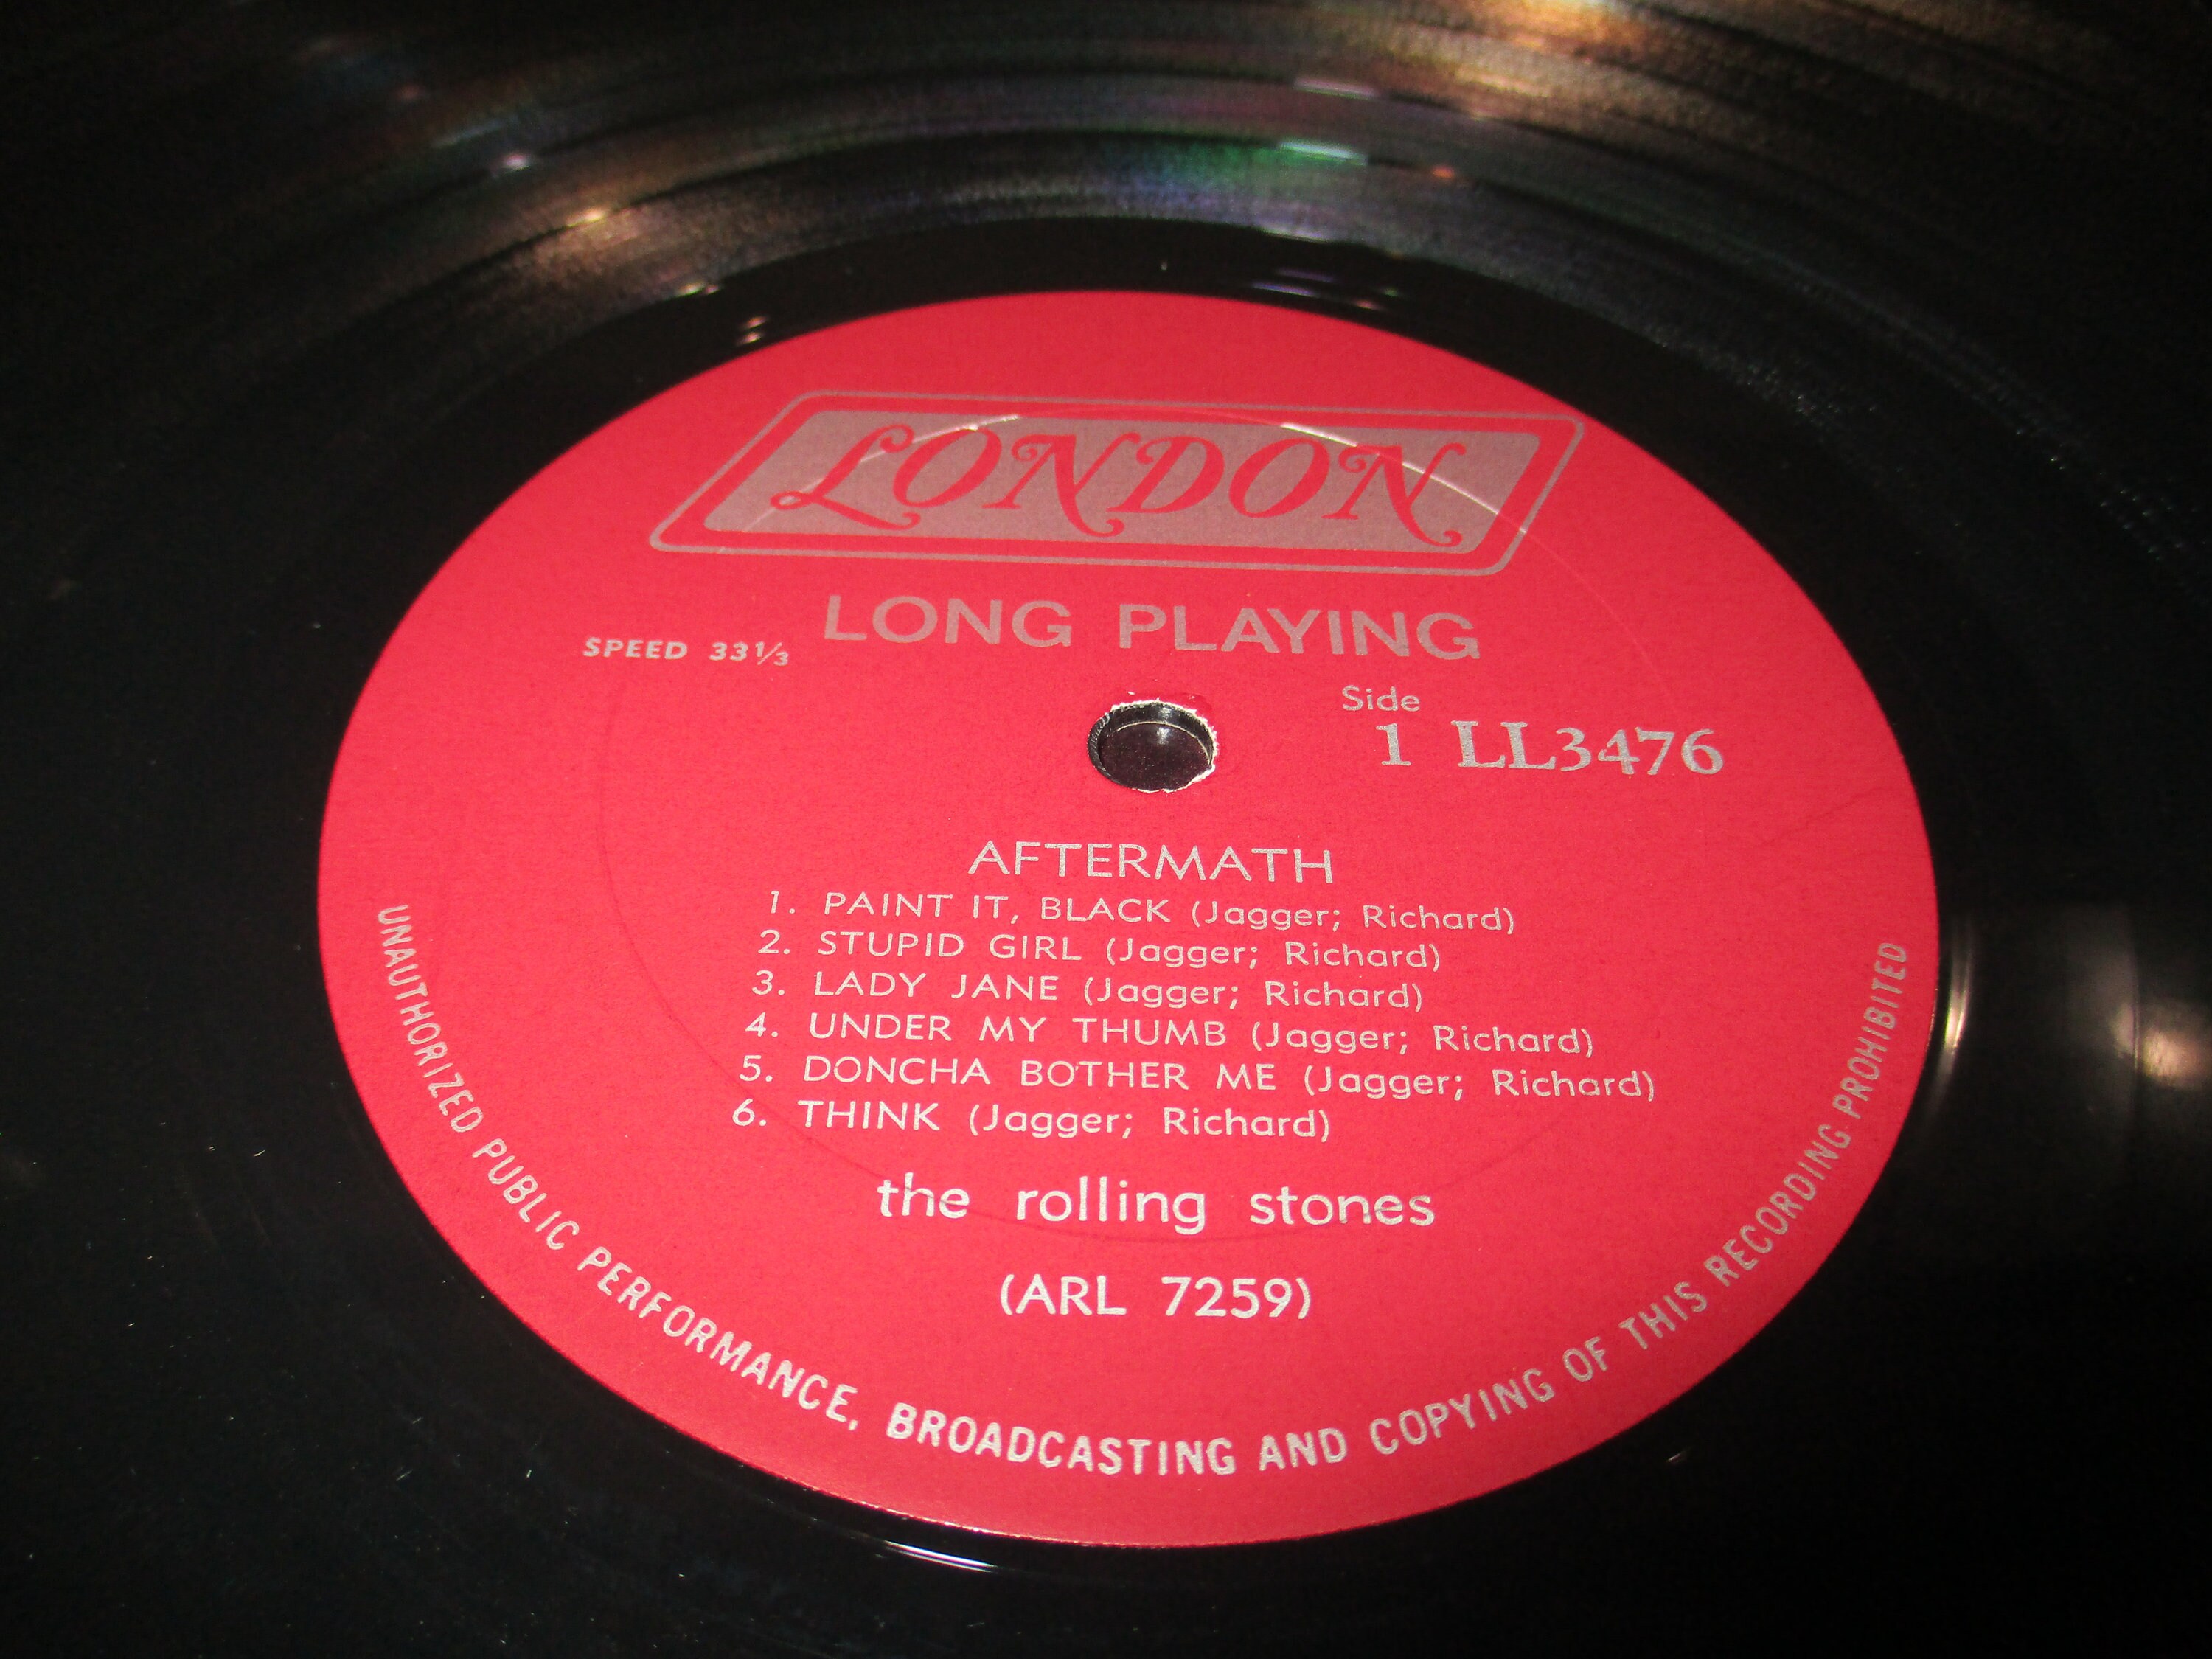 LONDON
LONG PLAYING
SPEED 33⅓
Side
1 LL3476
AFTERMATH
1. PAINT IT, BLACK (Jagger; Richard)
2. STUPID GIRL (Jagger; Richard)
3. LADY JANE (Jagger; Richard)
4. UNDER MY THUMB (Jagger; Richard)
5. DONCHA BOTHER ME (Jagger; Richard)
6. THINK (Jagger; Richard)
the rolling stones
(ARL 7259)
UNAUTHORIZED PUBLIC PERFORMANCE, BROADCASTING AND COPYING OF THIS RECORDING PROHIBITED